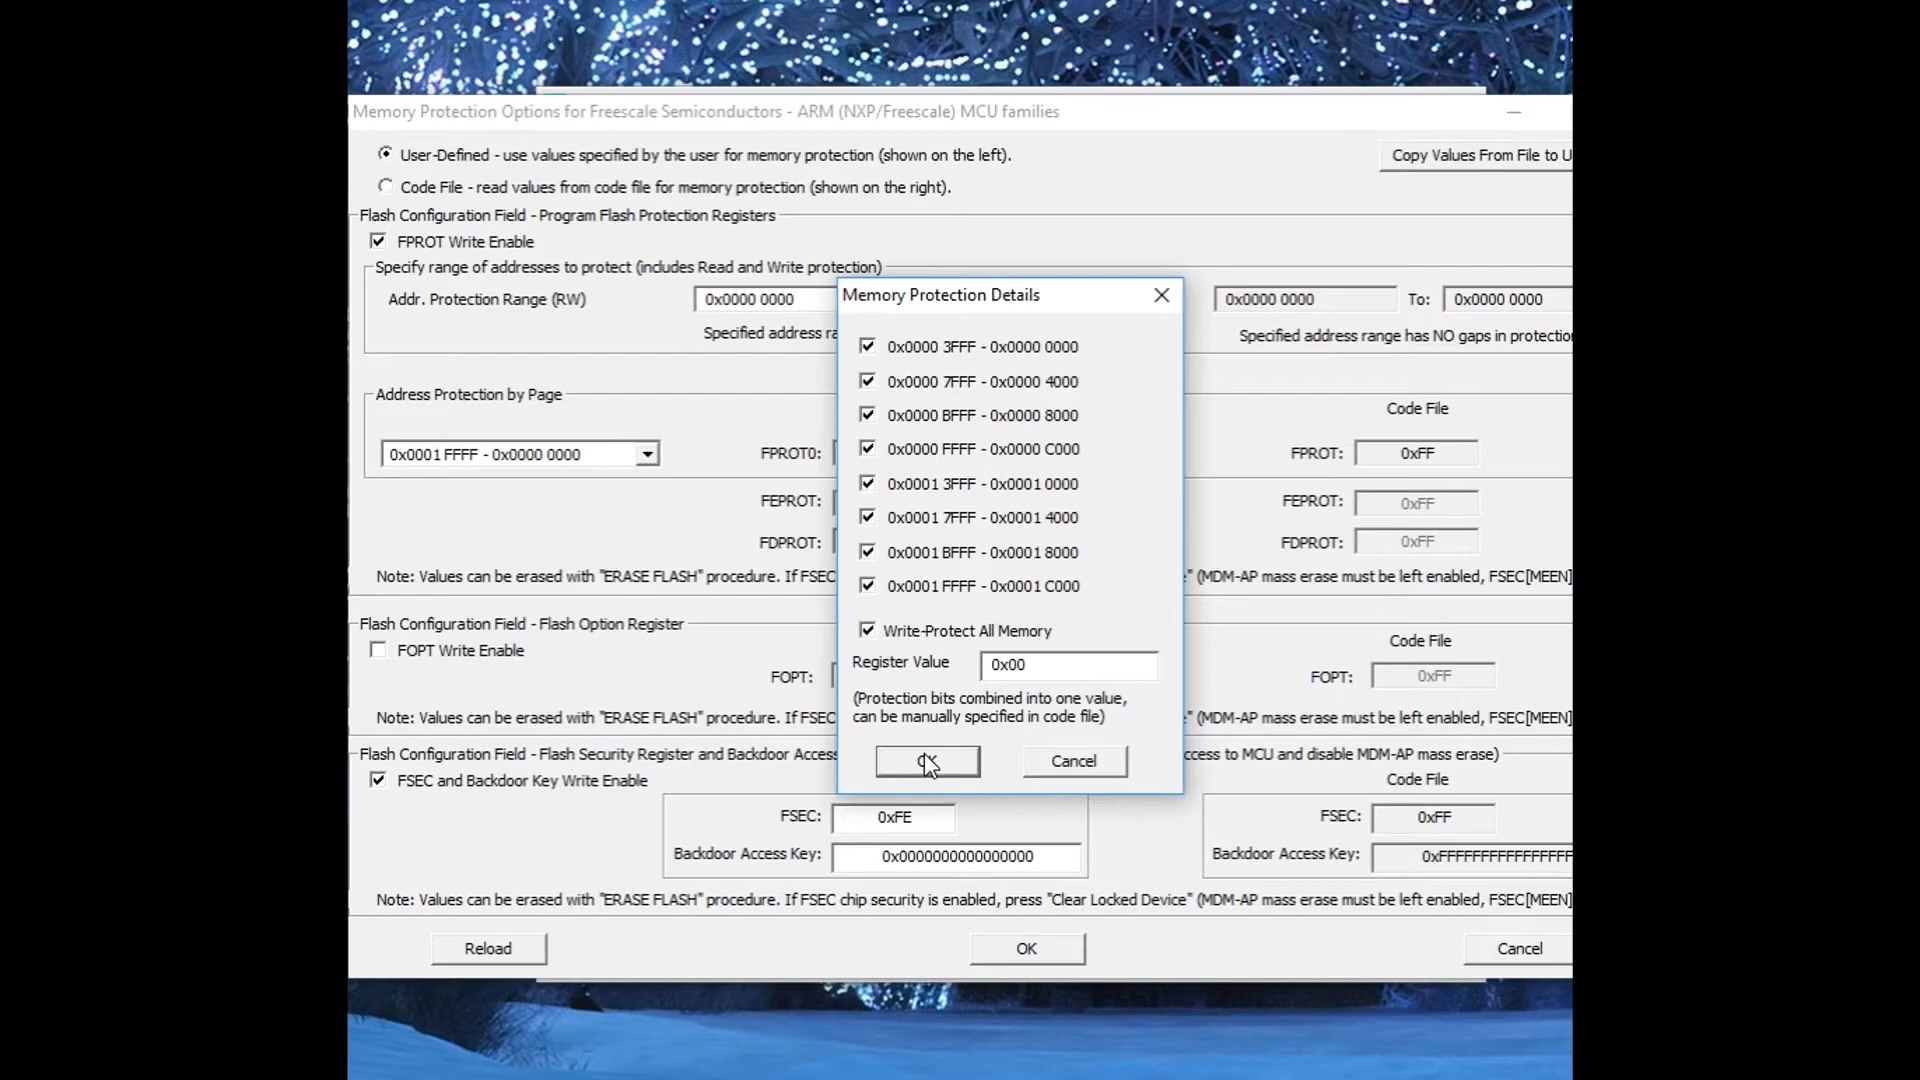 Memory Protection Options for Freescale Semiconductors - ARM (NXP/Freescale) MCU families
User-Defined - use values specified by the user for memory protection (shown on the left).
Copy Values From File to U
Code File - read values from code file for memory protection (shown on the right).
Flash Configuration Field - Program Flash Protection Registers
FPROT Write Enable
Specify range of addresses to protect (includes Read and Write protection)
Addr. Protection Range (RW)
0x0000 0000
0x0000 0000
To:
0x0000 0000
Specified address ra
Specified address range has NO gaps in protectio
Address Protection by Page
Code File
0x0001 FFFF - 0x0000 0000
FPROT0:
FPROT:
0xFF
FEPROT:
FEPROT:
0xFF
FDPROT:
FDPROT:
0xFF
Note: Values can be erased with "ERASE FLASH" procedure. If FSEC
e" (MDM-AP mass erase must be left enabled, FSEC[MEEN]
Flash Configuration Field - Flash Option Register
FOPT Write Enable
Code File
FOPT:
FOPT:
0xFF
Note: Values can be erased with "ERASE FLASH" procedure. If FSEC
e" (MDM-AP mass erase must be left enabled, FSEC[MEEN]
Flash Configuration Field - Flash Security Register and Backdoor Acces
ccess to MCU and disable MDM-AP mass erase)
FSEC and Backdoor Key Write Enable
Code File
FSEC:
0xFE
FSEC:
0xFF
Backdoor Access Key:
0x0000000000000000
Backdoor Access Key:
0xFFFFFFFFFFFFFFF
Note: Values can be erased with "ERASE FLASH" procedure. If FSEC chip security is enabled, press "Clear Locked Device" (MDM-AP mass erase must be left enabled, FSEC[MEEN]
Reload
OK
Cancel
Memory Protection Details
0x0000 3FFF - 0x0000 0000
0x0000 7FFF - 0x0000 4000
0x0000 BFFF - 0x0000 8000
0x0000 FFFF - 0x0000 C000
0x0001 3FFF - 0x0001 0000
0x0001 7FFF - 0x0001 4000
0x0001 BFFF - 0x0001 8000
0x0001 FFFF - 0x0001 C000
Write-Protect All Memory
Register Value
0x00
(Protection bits combined into one value,
can be manually specified in code file)
OK
Cancel